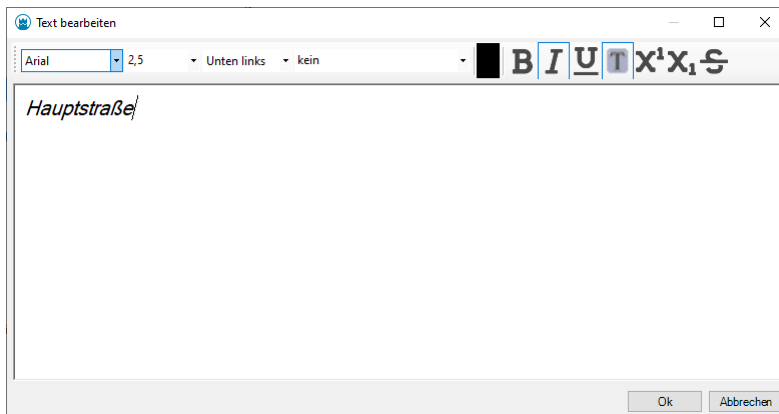 Text bearbeiten
Arial 2,5 Unten links kein B I U T X¹ X₁ S
Hauptstraße
Ok Abbrechen